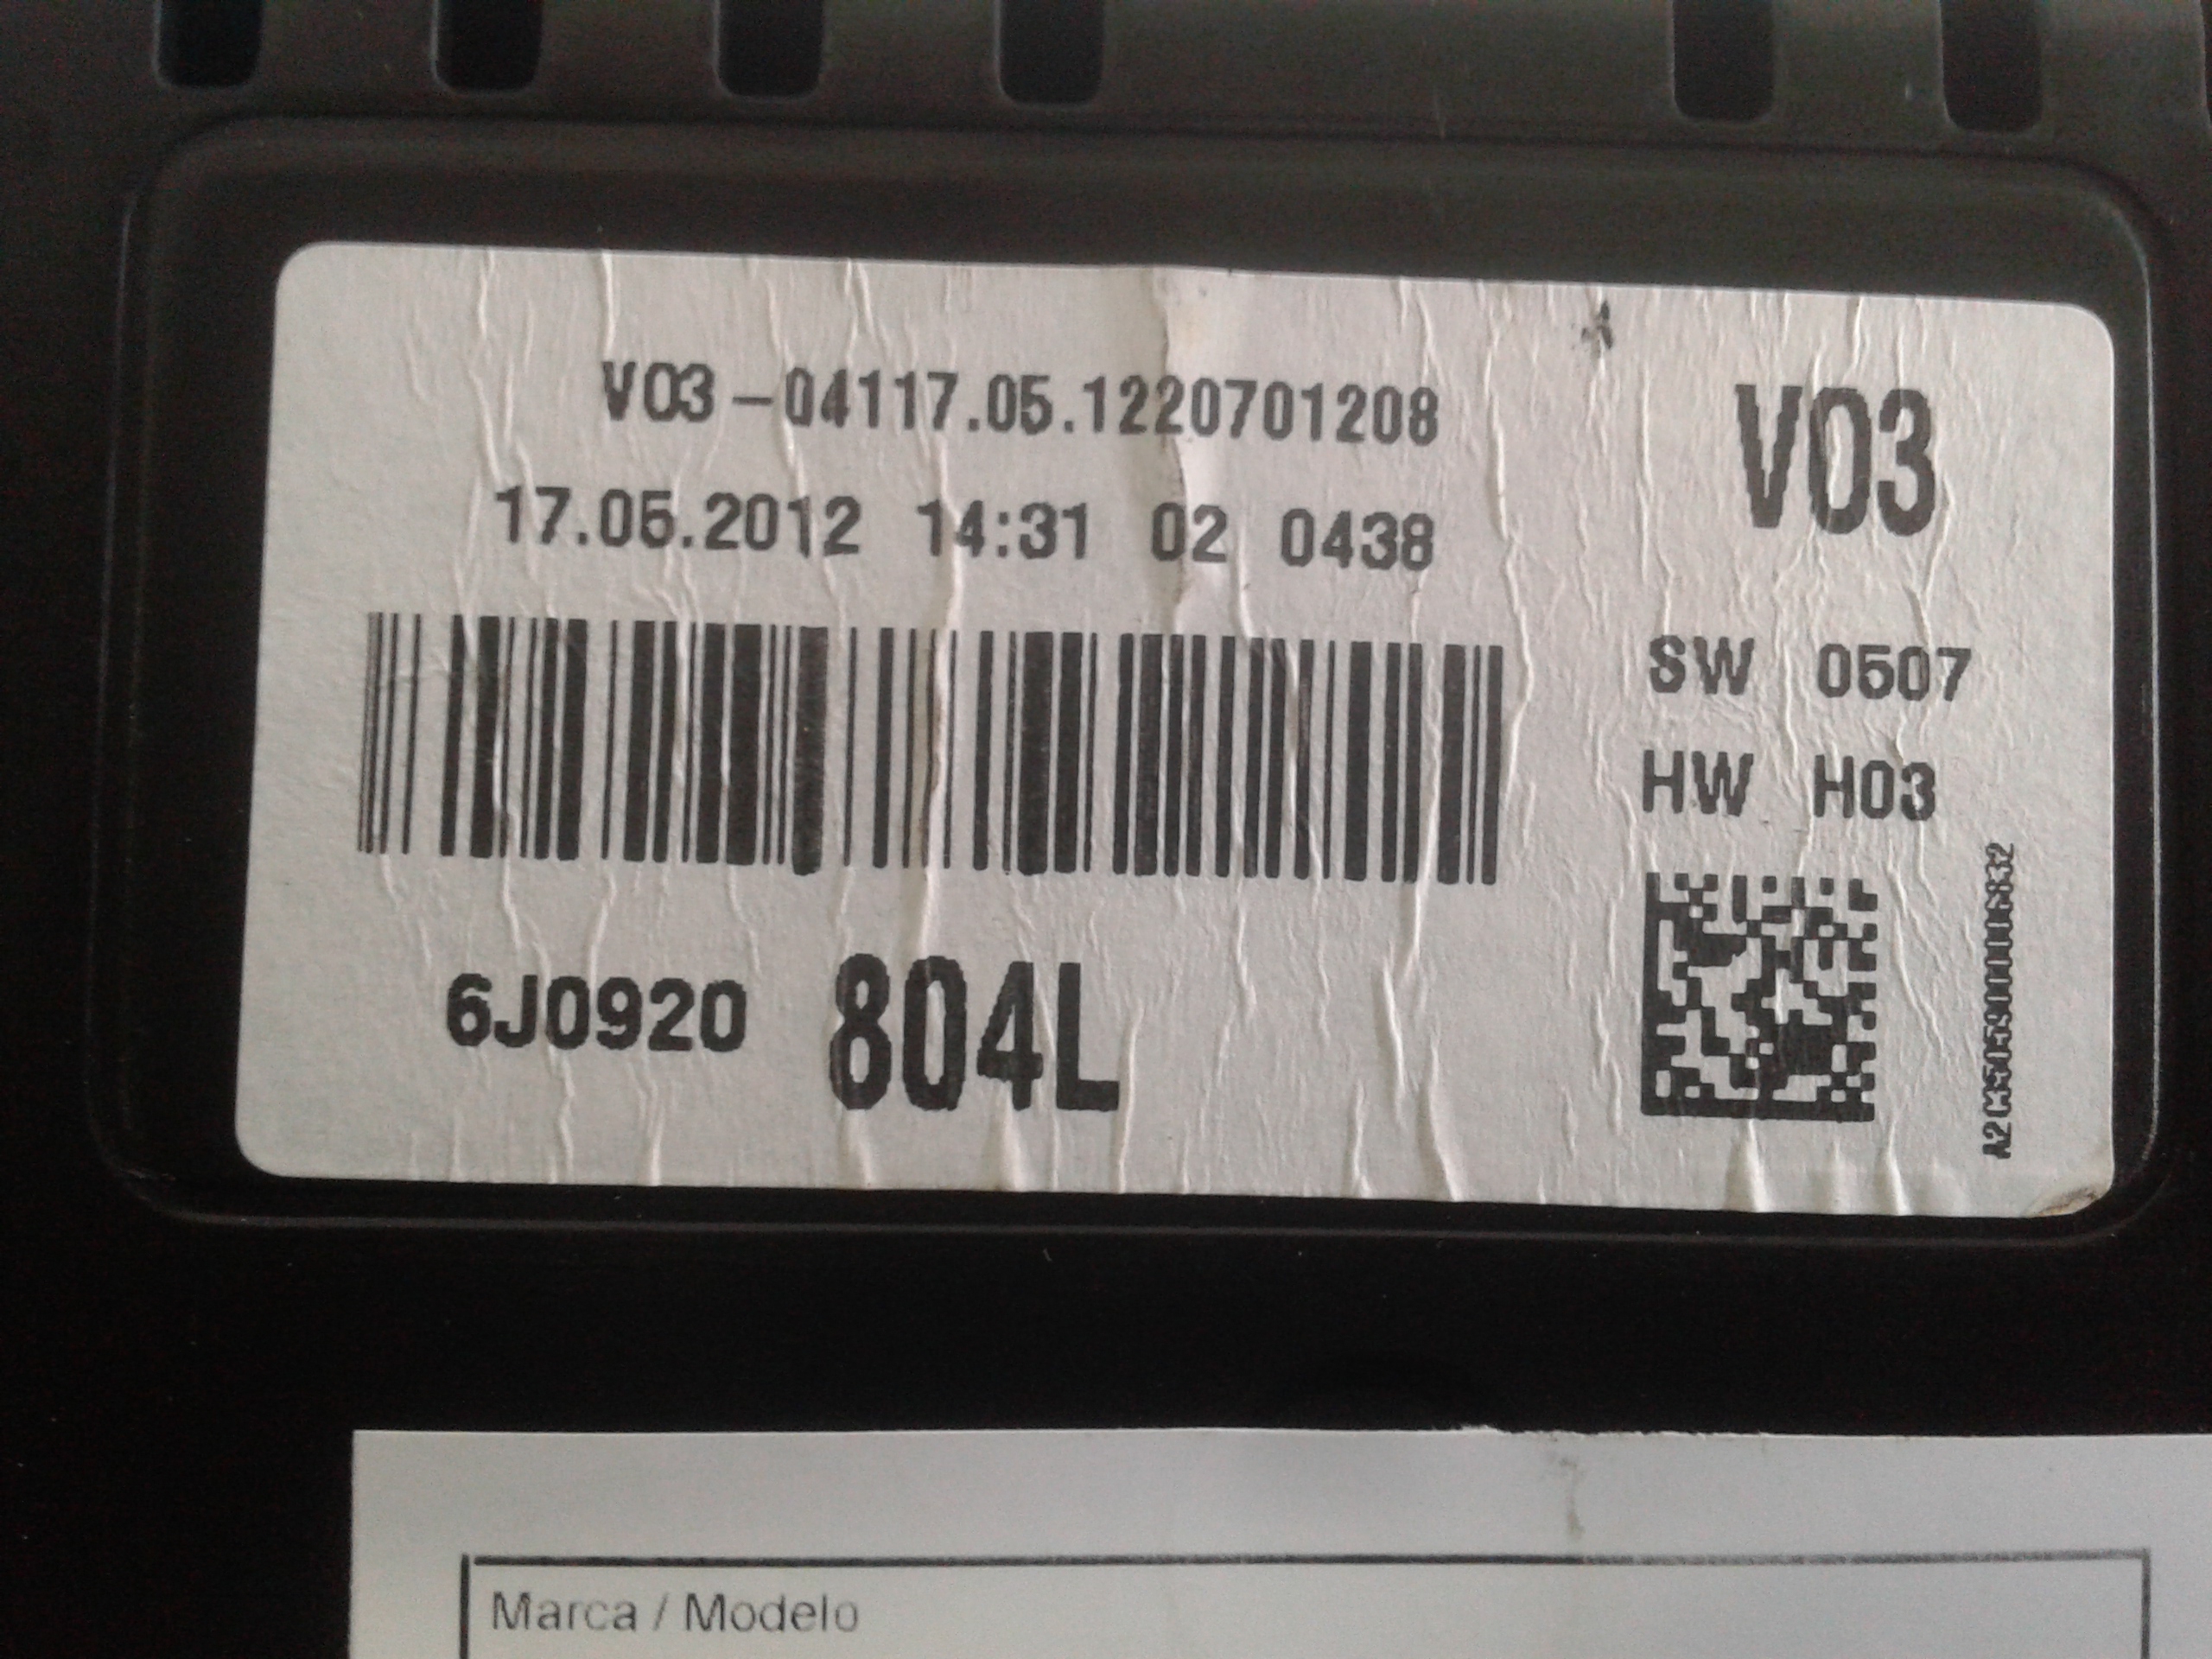 V03-04117.05.1220701208
17.05.2012 14:31 02 0438
V03
SW 0507
HW H03
6J0920 804L
A2C3505900006832
Marca / Modelo